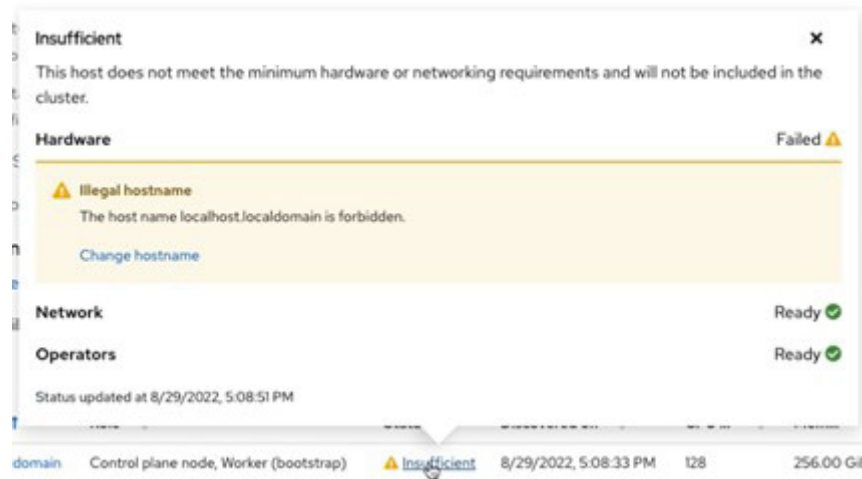 Insufficient
This host does not meet the minimum hardware or networking requirements and will not be included in the
cluster.
Hardware
Failed
Illegal hostname
The host name localhost.localdomain is forbidden.
Change hostname
Network
Ready
Operators
Ready
Status updated at 8/29/2022, 5:08:51 PM
domain Control plane node, Worker (bootstrap) Insufficient 8/29/2022, 5:08:33 PM 128 256.00